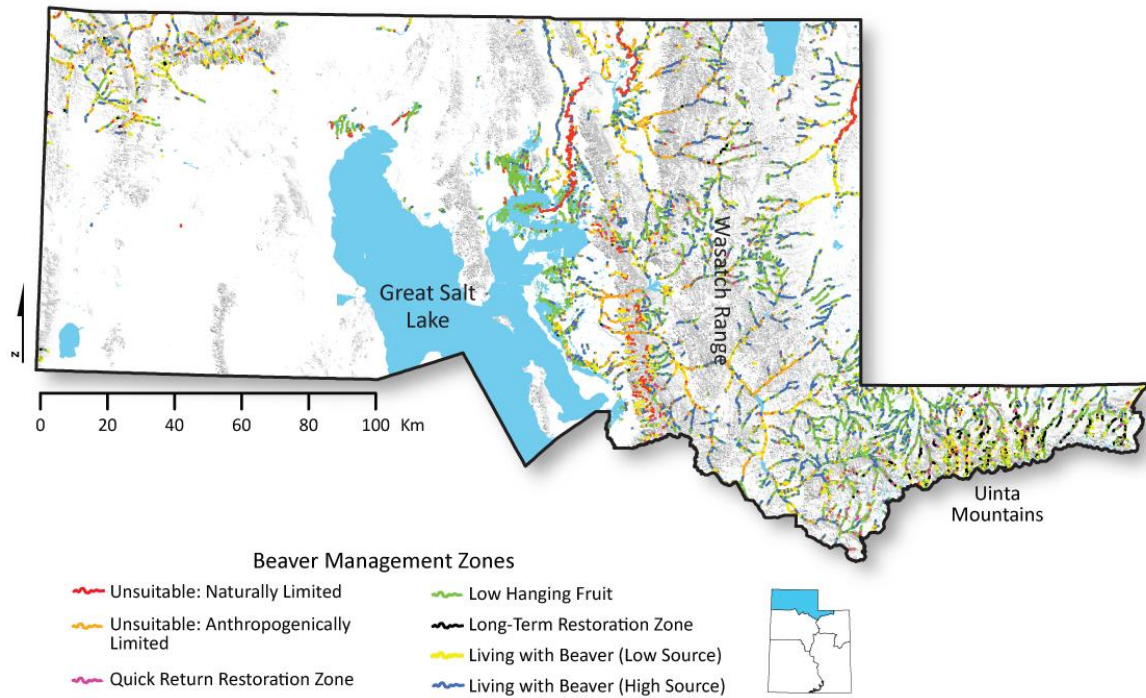 Wasatch Range
Great Salt
Lake
N
0 20 40 60 80 100 Km
Uinta
Mountains
Beaver Management Zones
Unsuitable: Naturally Limited
Unsuitable: Anthropogenically
Limited
Quick Return Restoration Zone
Low Hanging Fruit
Long-Term Restoration Zone
Living with Beaver (Low Source)
Living with Beaver (High Source)